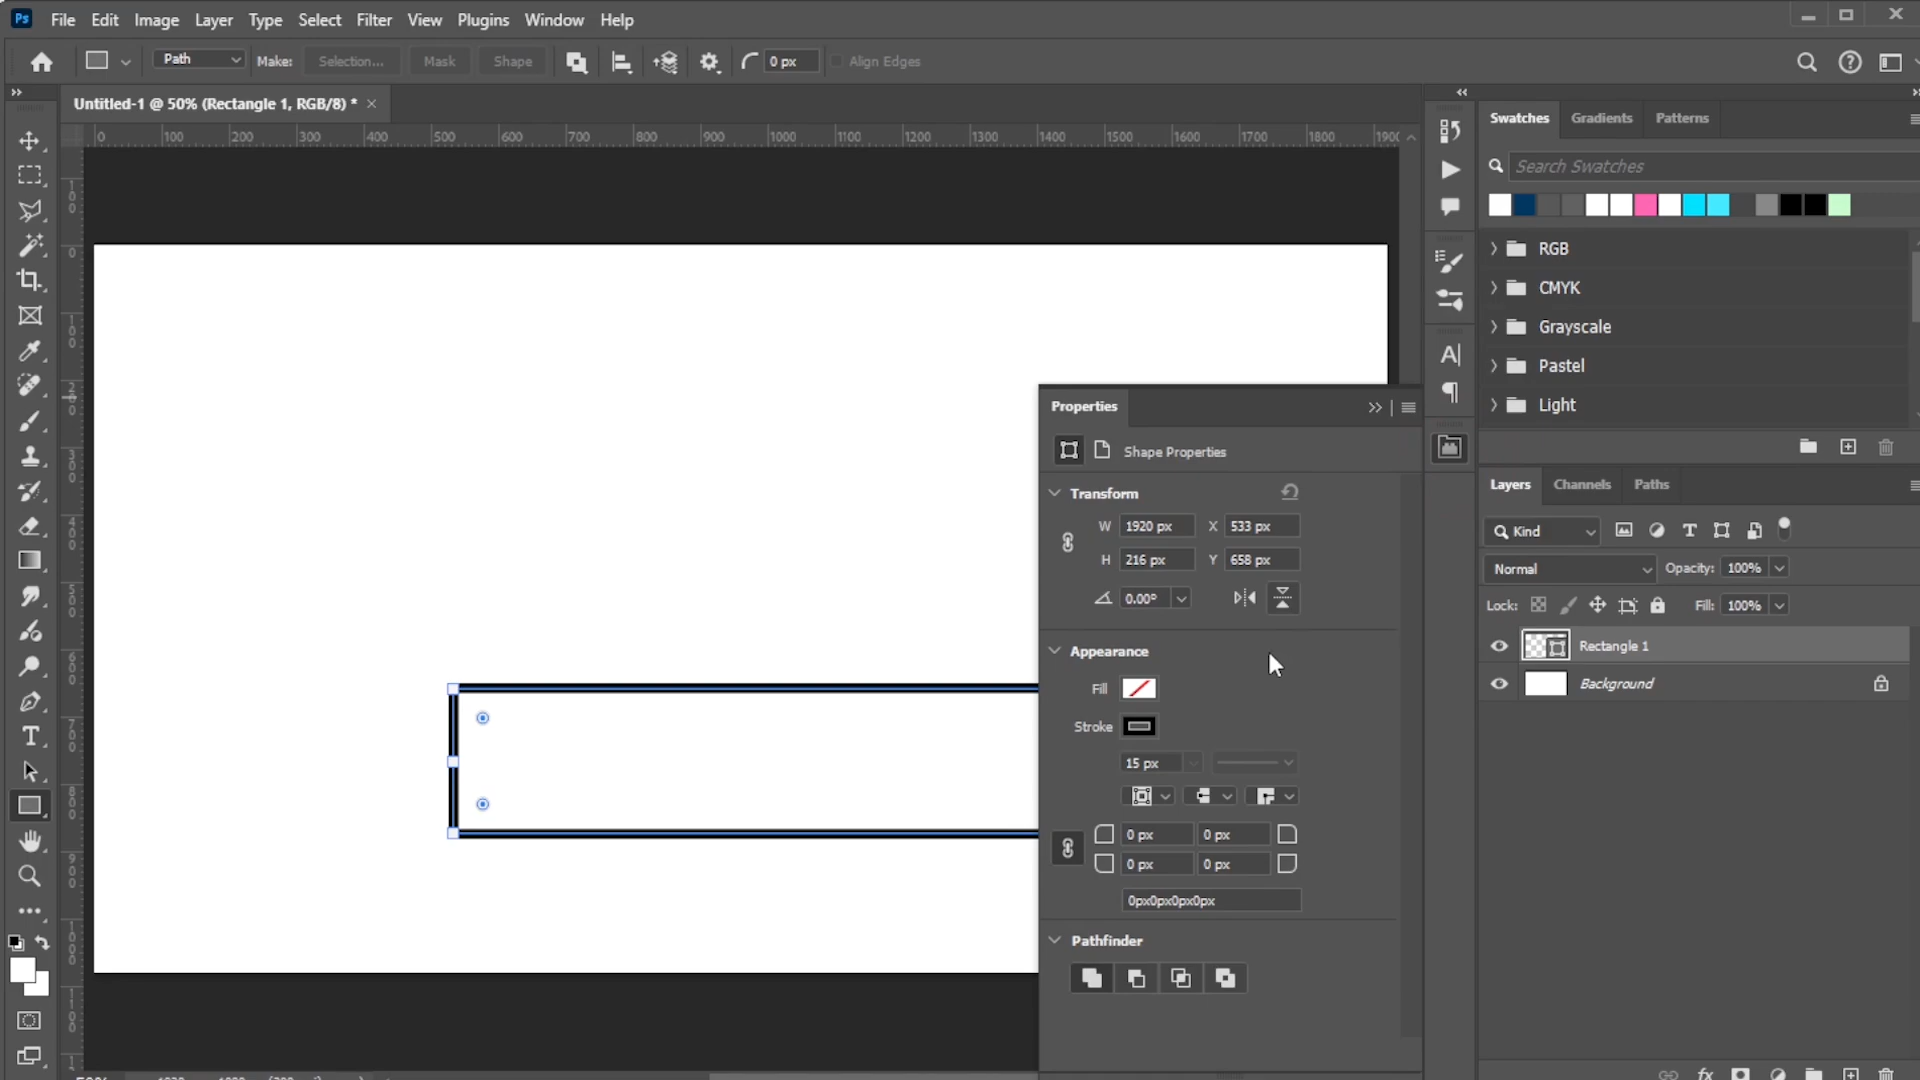 Ps File Edit Image Layer Type Select Filter View Plugins Window Help
Path Make: Selection... Mask Shape 0 px Align Edges
Untitled-1 @ 50% (Rectangle 1, RGB/8) *
0 100 200 300 400 500 600 700 800 900 1000 1100 1200 1300 1400 1500 1600 1700 1800
Swatches Gradients Patterns
Search Swatches
RGB
CMYK
Grayscale
Pastel
Light
Properties
Shape Properties
Transform
W 1920 px X 533 px
H 216 px Y 658 px
0.00°
Appearance
Fill
Stroke
15 px
0 px 0 px
0 px 0 px
0px0px0px0px
Pathfinder
Layers Channels Paths
Kind
Normal Opacity: 100%
Lock: Fill: 100%
Rectangle 1
Background